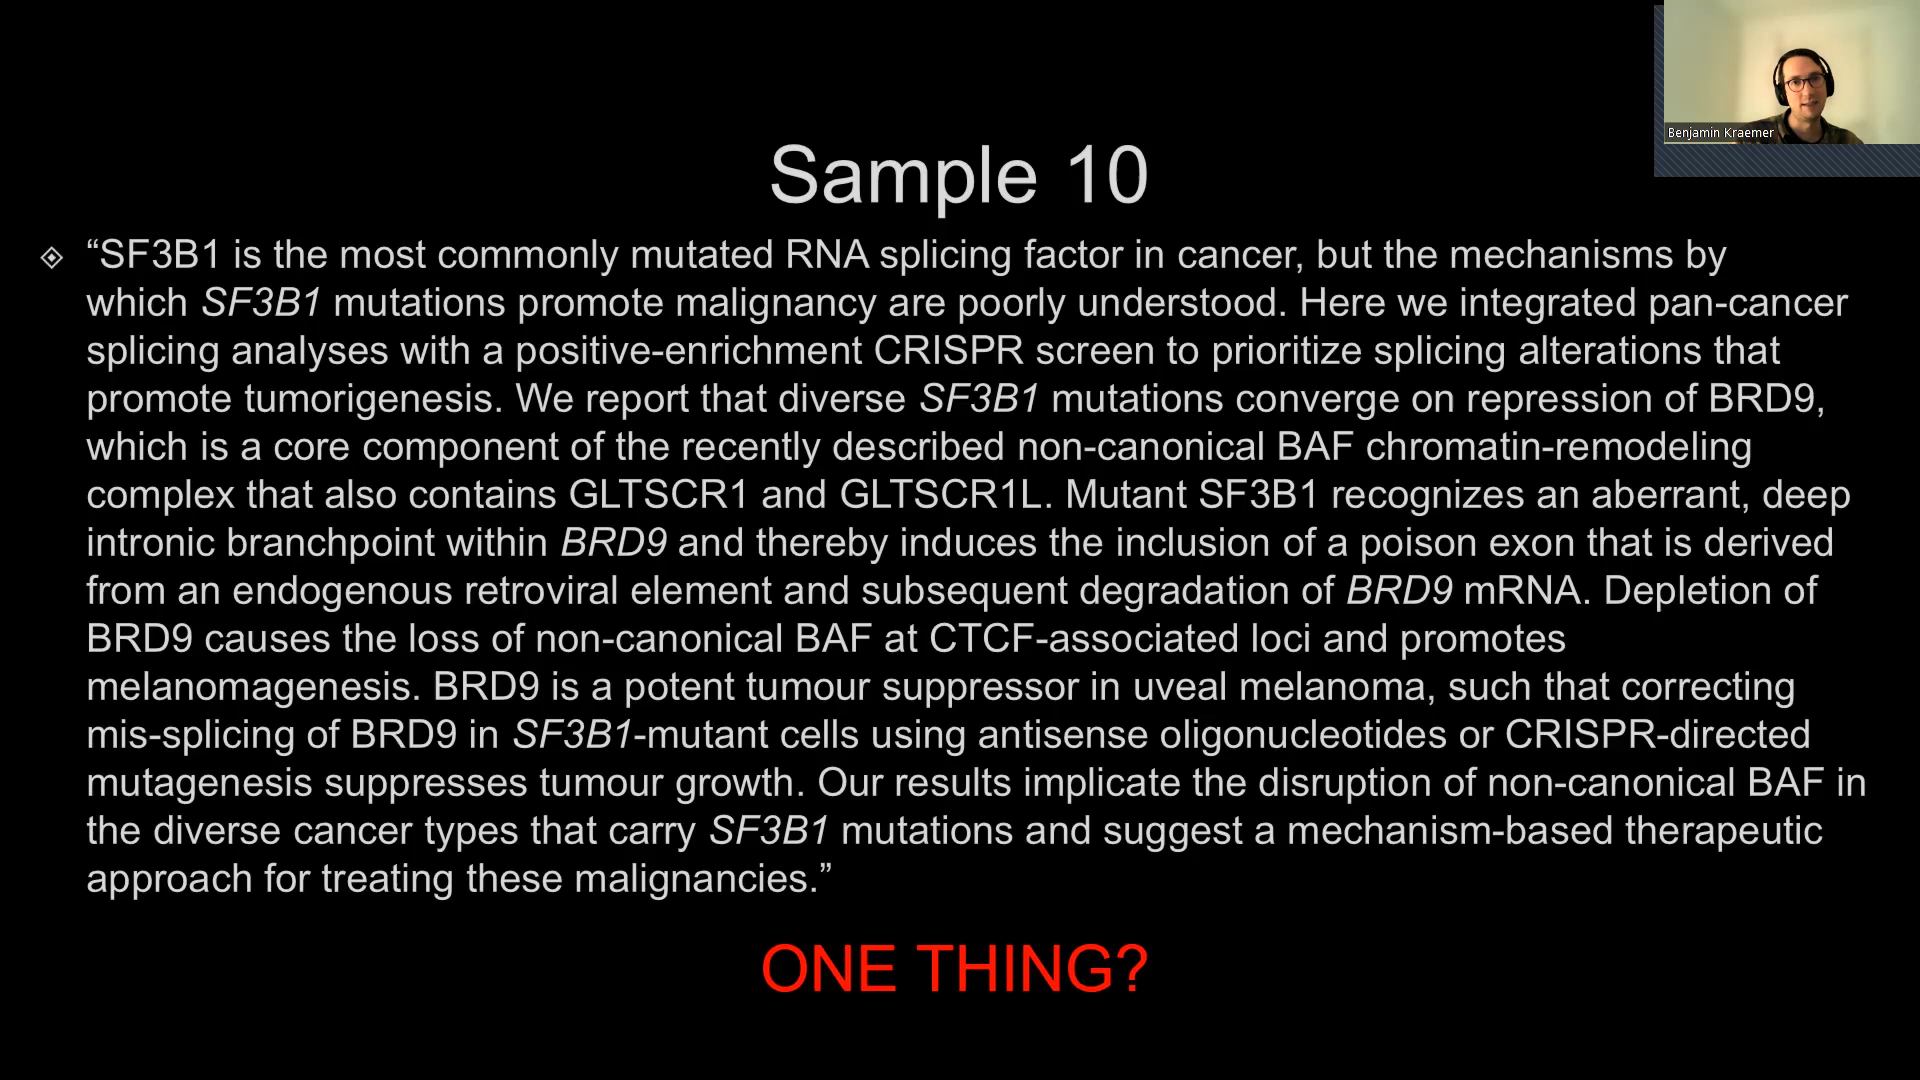 Benjamin Kraemer
Sample 10
“SF3B1 is the most commonly mutated RNA splicing factor in cancer, but the mechanisms by
which SF3B1 mutations promote malignancy are poorly understood. Here we integrated pan-cancer
splicing analyses with a positive-enrichment CRISPR screen to prioritize splicing alterations that
promote tumorigenesis. We report that diverse SF3B1 mutations converge on repression of BRD9,
which is a core component of the recently described non-canonical BAF chromatin-remodeling
complex that also contains GLTSCR1 and GLTSCR1L. Mutant SF3B1 recognizes an aberrant, deep
intronic branchpoint within BRD9 and thereby induces the inclusion of a poison exon that is derived
from an endogenous retroviral element and subsequent degradation of BRD9 mRNA. Depletion of
BRD9 causes the loss of non-canonical BAF at CTCF-associated loci and promotes
melanomagenesis. BRD9 is a potent tumour suppressor in uveal melanoma, such that correcting
mis-splicing of BRD9 in SF3B1-mutant cells using antisense oligonucleotides or CRISPR-directed
mutagenesis suppresses tumour growth. Our results implicate the disruption of non-canonical BAF in
the diverse cancer types that carry SF3B1 mutations and suggest a mechanism-based therapeutic
approach for treating these malignancies.”
ONE THING?